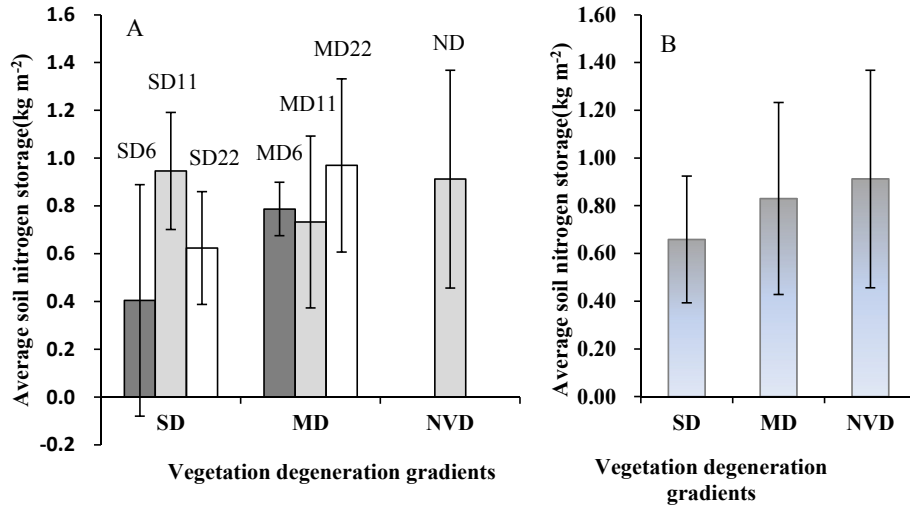 Average soil nitrogen storage(kg m-2)
1.6
1.4
1.2
1.0
0.8
0.6
0.4
0.2
0.0
-0.2
A
SD6
SD11
SD22
MD6
MD11
MD22
ND
SD MD NVD
Vegetation degeneration gradients
Average soil nitrogen storage(kg m-2)
1.60
1.40
1.20
1.00
0.80
0.60
0.40
0.20
0.00
B
SD MD NVD
Vegetation degeneration
gradients